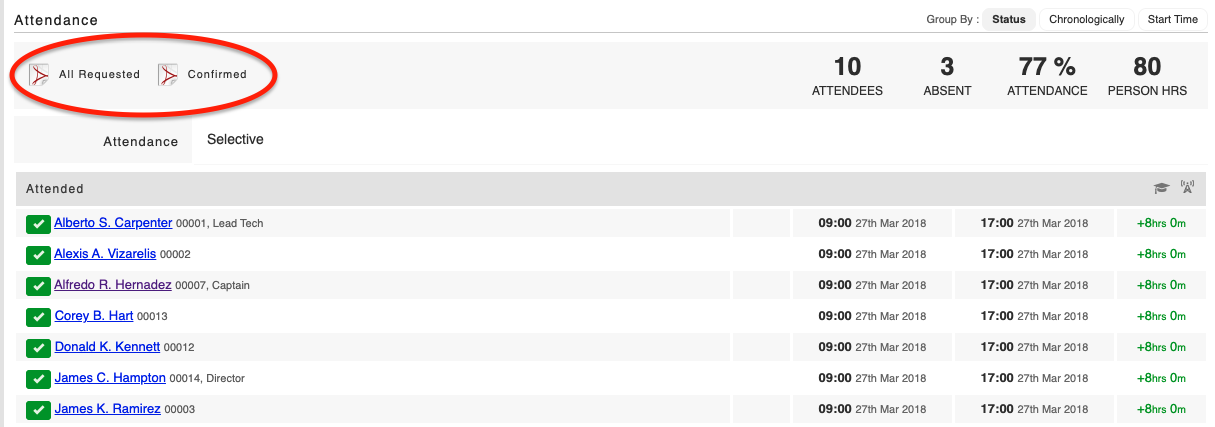 Attendance
Group By : Status Chronologically Start Time
All Requested Confirmed
10 3 77 % 80
ATTENDEES ABSENT ATTENDANCE PERSON HRS
Attendance Selective
Attended
Alberto S. Carpenter 00001, Lead Tech 09:00 27th Mar 2018 17:00 27th Mar 2018 +8hrs 0m
Alexis A. Vizarelis 00002 09:00 27th Mar 2018 17:00 27th Mar 2018 +8hrs 0m
Alfredo R. Hernadez 00007, Captain 09:00 27th Mar 2018 17:00 27th Mar 2018 +8hrs 0m
Corey B. Hart 00013 09:00 27th Mar 2018 17:00 27th Mar 2018 +8hrs 0m
Donald K. Kennett 00012 09:00 27th Mar 2018 17:00 27th Mar 2018 +8hrs 0m
James C. Hampton 00014, Director 09:00 27th Mar 2018 17:00 27th Mar 2018 +8hrs 0m
James K. Ramirez 00003 09:00 27th Mar 2018 17:00 27th Mar 2018 +8hrs 0m